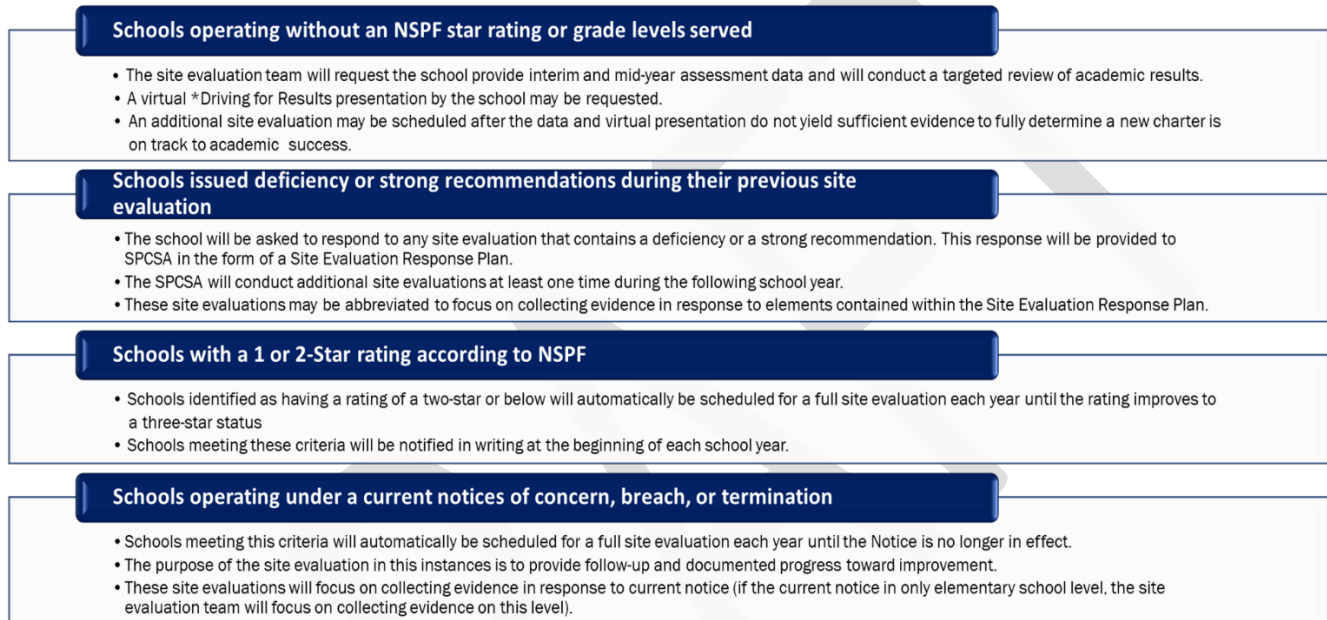 Schools operating without an NSPF star rating or grade levels served
• The site evaluation team will request the school provide interim and mid-year assessment data and will conduct a targeted review of academic results.
• A virtual *Driving for Results presentation by the school may be requested.
• An additional site evaluation may be scheduled after the data and virtual presentation do not yield sufficient evidence to fully determine a new charter is
on track to academic success.
Schools issued deficiency or strong recommendations during their previous site
evaluation
• The school will be asked to respond to any site evaluation that contains a deficiency or a strong recommendation. This response will be provided to
SPCSA in the form of a Site Evaluation Response Plan.
• The SPCSA will conduct additional site evaluations at least one time during the following school year.
• These site evaluations may be abbreviated to focus on collecting evidence in response to elements contained within the Site Evaluation Response Plan.
Schools with a 1 or 2-Star rating according to NSPF
• Schools identified as having a rating of a two-star or below will automatically be scheduled for a full site evaluation each year until the rating improves to
a three-star status
• Schools meeting these criteria will be notified in writing at the beginning of each school year.
Schools operating under a current notices of concern, breach, or termination
• Schools meeting this criteria will automatically be scheduled for a full site evaluation each year until the Notice is no longer in effect.
• The purpose of the site evaluation in this instances is to provide follow-up and documented progress toward improvement.
• These site evaluations will focus on collecting evidence in response to current notice (if the current notice in only elementary school level, the site
evaluation team will focus on collecting evidence on this level).